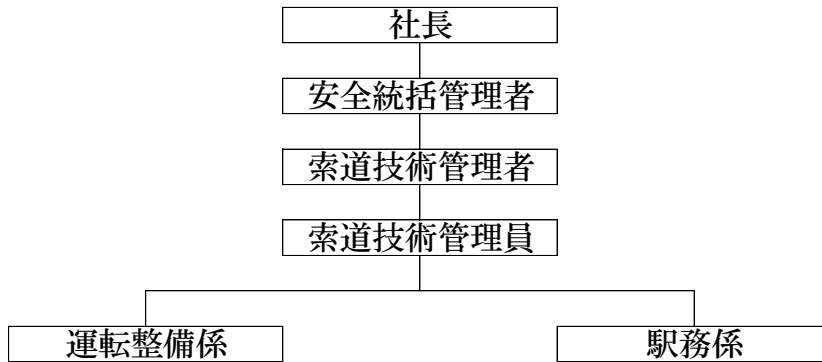 社長
安全統括管理者
索道技術管理者
索道技術管理員
運転整備係
駅務係